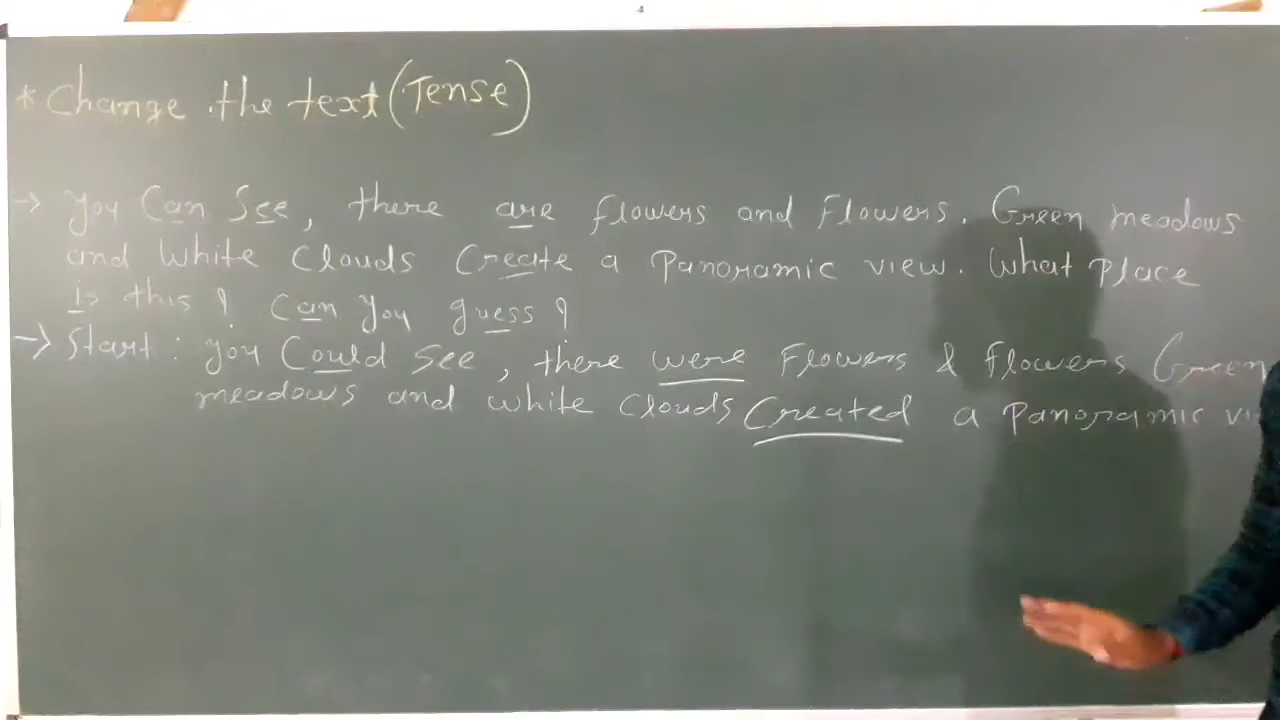 * Change the text (Tense)
→ You Can See, there are flowers and Flowers. Green meadows
and White Clouds Create a Panoramic view. What Place
is this ? Can You guess ?
→ Start : You Could See, there were Flowers & flowers Green
meadows and White Clouds Created a Panoramic vi